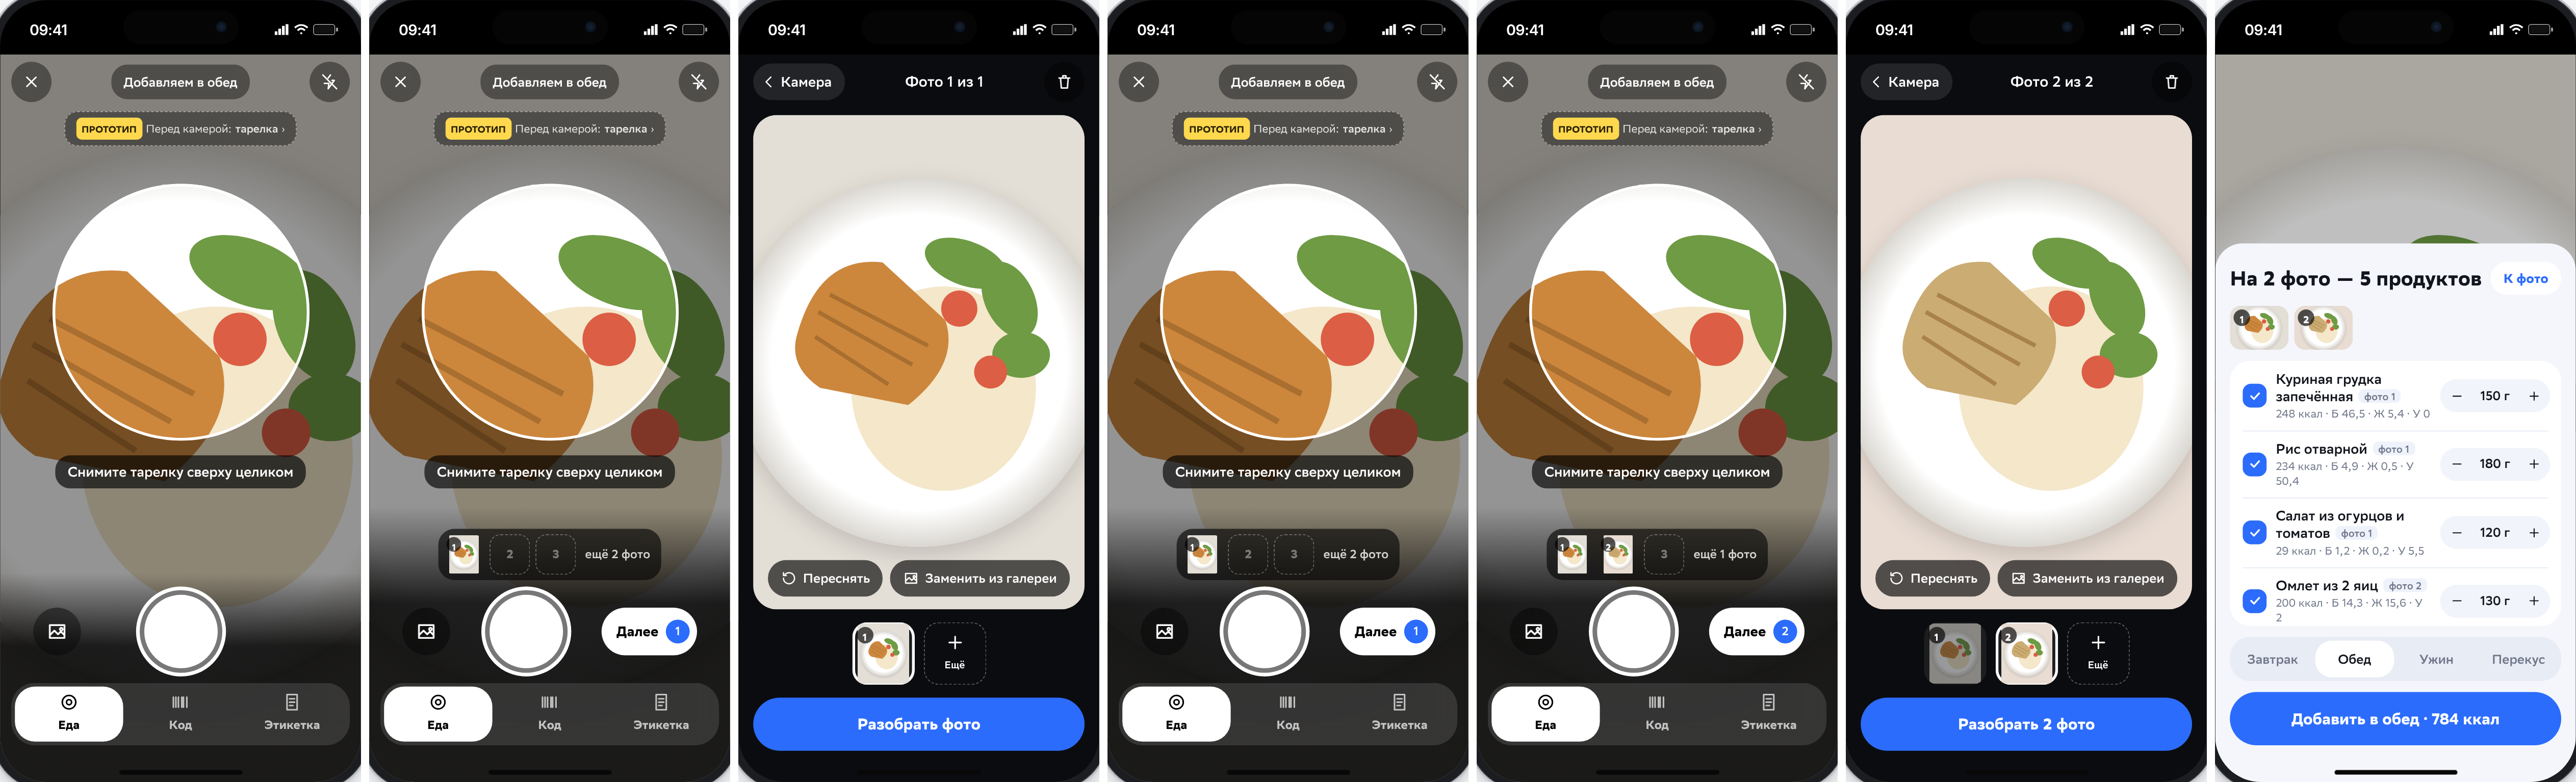 09:41
Добавляем в обед
ПРОТОТИП Перед камерой: тарелка ›
Снимите тарелку сверху целиком
Еда
Код
Этикетка
09:41
Добавляем в обед
ПРОТОТИП Перед камерой: тарелка ›
Снимите тарелку сверху целиком
1 2 3 ещё 2 фото
Далее 1
Еда
Код
Этикетка
09:41
Камера
Фото 1 из 1
Переснять
Заменить из галереи
1
Ещё
Разобрать фото
09:41
Добавляем в обед
ПРОТОТИП Перед камерой: тарелка ›
Снимите тарелку сверху целиком
1 2 3 ещё 2 фото
Далее 1
Еда
Код
Этикетка
09:41
Добавляем в обед
ПРОТОТИП Перед камерой: тарелка ›
Снимите тарелку сверху целиком
1 2 3 ещё 1 фото
Далее 2
Еда
Код
Этикетка
09:41
Камера
Фото 2 из 2
Переснять
Заменить из галереи
1 2
Ещё
Разобрать 2 фото
09:41
На 2 фото — 5 продуктов
К фото
1 2
Куриная грудка
запечённая фото 1
248 ккал · Б 46,5 · Ж 5,4 · У 0
− 150 г +
Рис отварной фото 1
234 ккал · Б 4,9 · Ж 0,5 · У
50,4
− 180 г +
Салат из огурцов и
томатов фото 1
29 ккал · Б 1,2 · Ж 0,2 · У 5,5
− 120 г +
Омлет из 2 яиц фото 2
200 ккал · Б 14,3 · Ж 15,6 · У
2
− 130 г +
Завтрак
Обед
Ужин
Перекус
Добавить в обед · 784 ккал